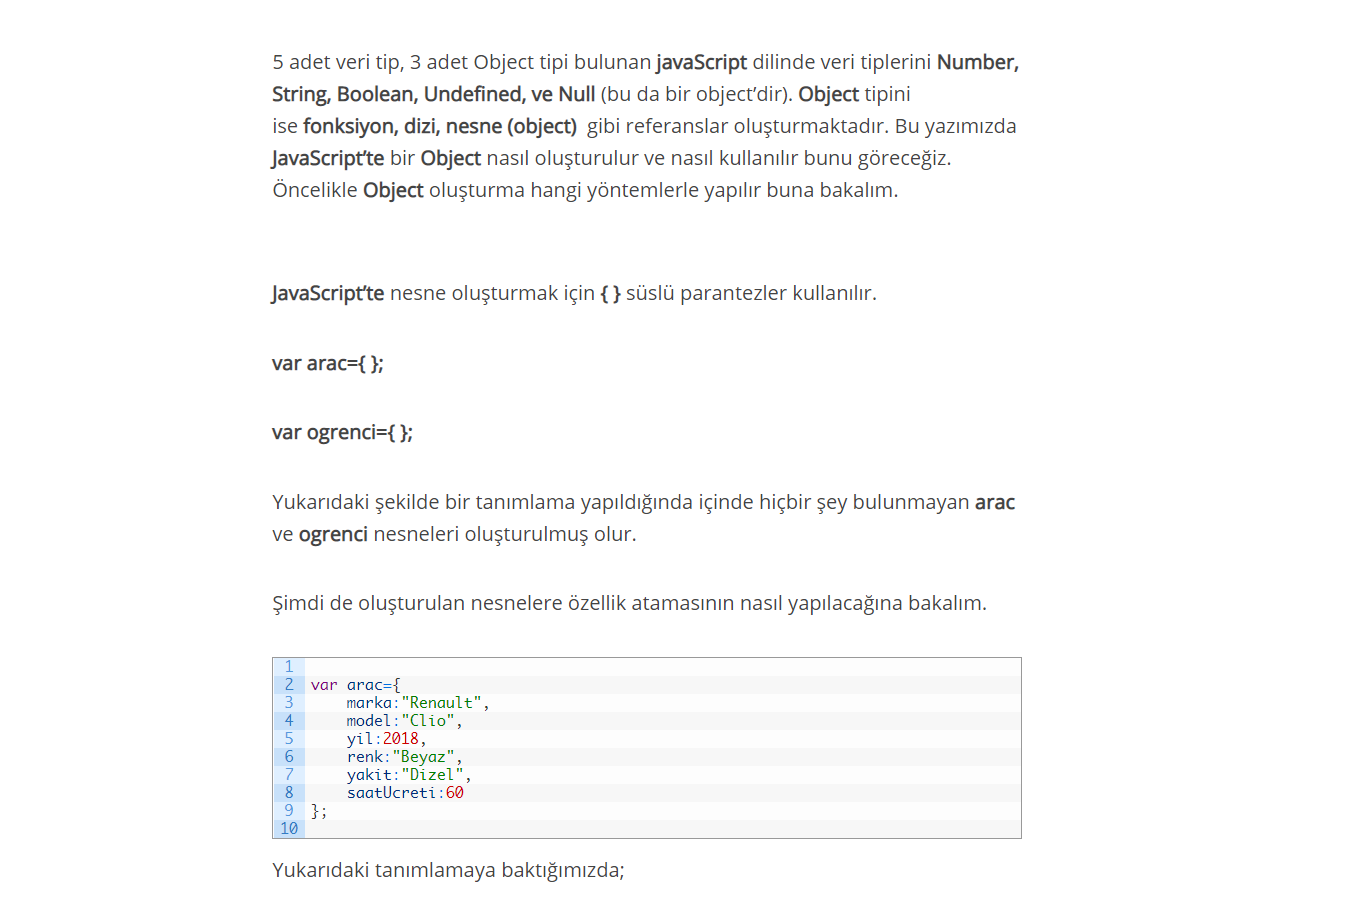 5 adet veri tip, 3 adet Object tipi bulunan javaScript dilinde veri tiplerini Number,
String, Boolean, Undefined, ve Null (bu da bir object’dir). Object tipini
ise fonksiyon, dizi, nesne (object)  gibi referanslar oluşturmaktadır. Bu yazımızda
JavaScript’te bir Object nasıl oluşturulur ve nasıl kullanılır bunu göreceğiz.
Öncelikle Object oluşturma hangi yöntemlerle yapılır buna bakalım.
JavaScript’te nesne oluşturmak için { } süslü parantezler kullanılır.
var arac={ };
var ogrenci={ };
Yukarıdaki şekilde bir tanımlama yapıldığında içinde hiçbir şey bulunmayan arac
ve ogrenci nesneleri oluşturulmuş olur.
Şimdi de oluşturulan nesnelere özellik atamasının nasıl yapılacağına bakalım.
1
2 var arac={
3     marka:"Renault",
4     model:"Clio",
5     yil:2018,
6     renk:"Beyaz",
7     yakit:"Dizel",
8     saatUcreti:60
9 };
10
Yukarıdaki tanımlamaya baktığımızda;